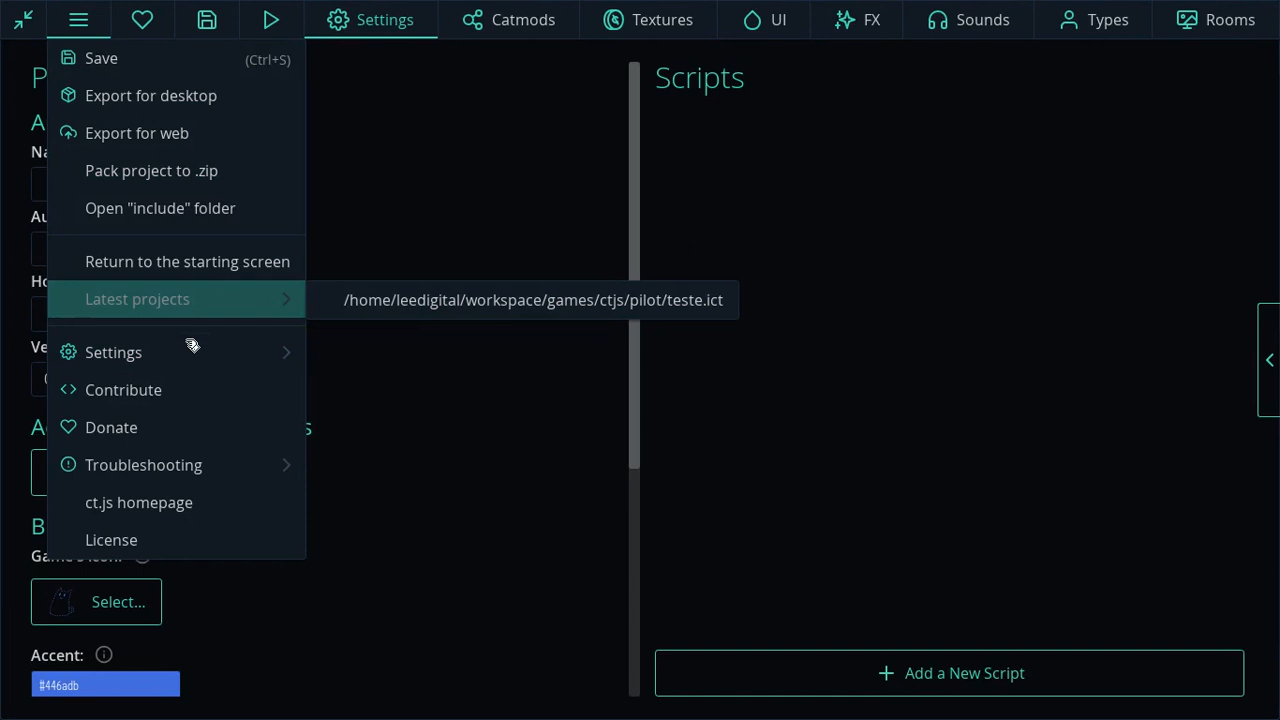 Settings
Catmods
Textures
UI
FX
Sounds
Types
Rooms
Save (Ctrl+S)
Export for desktop
Export for web
Pack project to .zip
Open "include" folder
Return to the starting screen
Latest projects
/home/leedigital/workspace/games/ctjs/pilot/teste.ict
Settings
Contribute
Donate
Troubleshooting
ct.js homepage
License
Select...
Accent:
#446adb
Scripts
Add a New Script